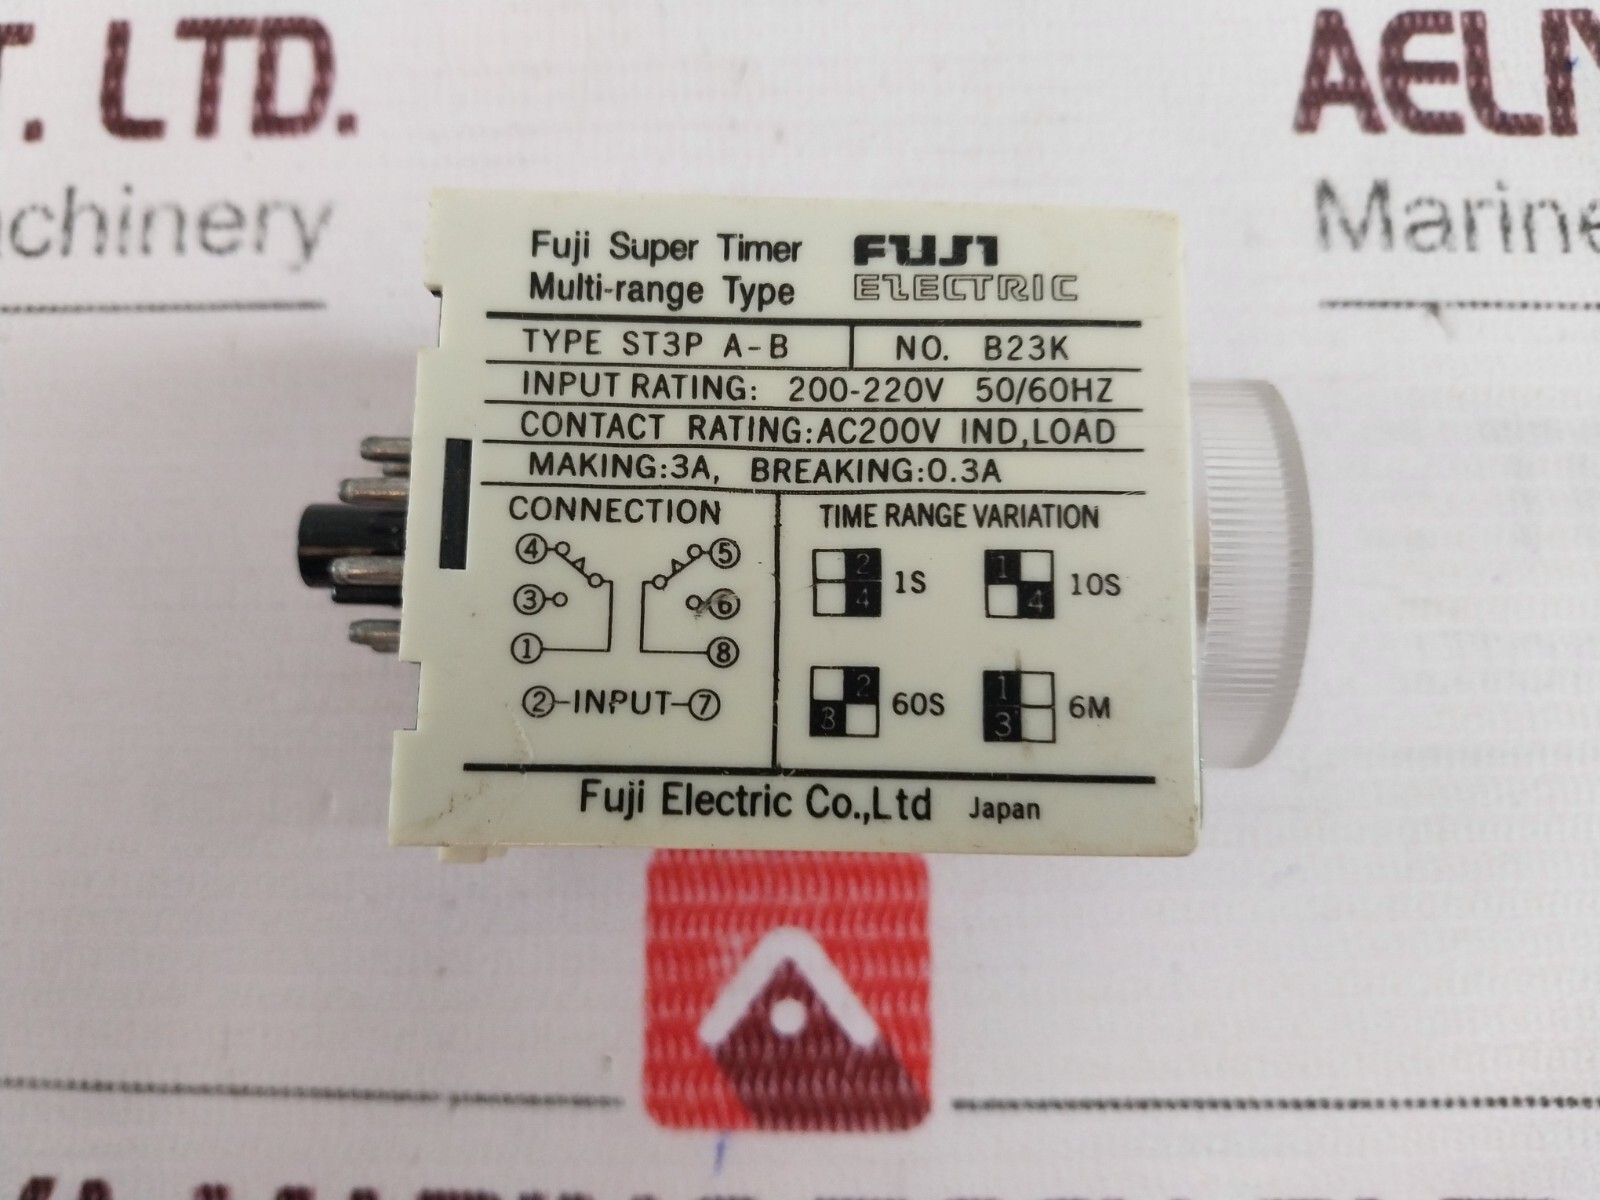 T. LTD.
AELIY
achinery
Marine
Fuji Super Timer
Multi-range Type
FUJI
ELECTRIC
TYPE ST3P A-B
NO. B23K
INPUT RATING: 200-220V 50/60HZ
CONTACT RATING:AC200V IND,LOAD
MAKING:3A, BREAKING:0.3A
CONNECTION
4 5
3 6
1 8
2-INPUT-7
TIME RANGE VARIATION
2 4 1S
1 4 10S
2 3 60S
1 3 6M
Fuji Electric Co.,Ltd Japan